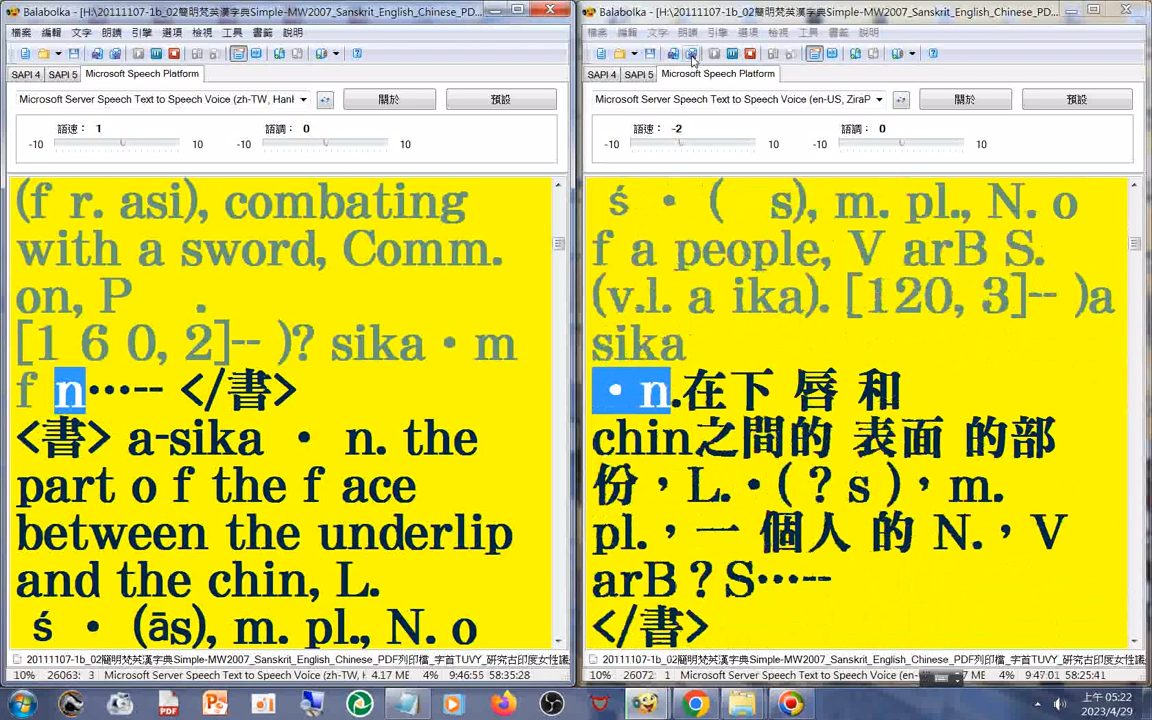 Balabolka - [H:\20111107-1b_02簡明梵英漢字典Simple-MW2007_Sanskrit_English_Chinese_PD...
檔案 編輯 文字 朗讀 引擎 選項 檢視 工具 書籤 說明
SAPI 4 SAPI 5 Microsoft Speech Platform
Microsoft Server Speech Text to Speech Voice (zh-TW, Hanl 關於 預設
語速： 1 語調： 0
-10 10 -10 10
(f r. asi), combating
with a sword, Comm.
on, P .
[1 6 0, 2]-- )? sika・m
f n…-- </書>
<書> a-sika ・ n. the
part o f the f ace
between the underlip
and the chin, L.
ś ・ (ās), m. pl., N. o
20111107-1b_02簡明梵英漢字典Simple-MW2007_Sanskrit_English_Chinese_PDF列印檔_字首TUVY_研究古印度女性議
10% 26063: 3 Microsoft Server Speech Text to Speech Voice (zh-TW, H 4.17 MB 4% 9:46:55 58:35:28
Balabolka - [H:\20111107-1b_02簡明梵英漢字典Simple-MW2007_Sanskrit_English_Chinese_PD...
檔案 編輯 文字 朗讀 引擎 選項 檢視 工具 書籤 說明
SAPI 4 SAPI 5 Microsoft Speech Platform
Microsoft Server Speech Text to Speech Voice (en-US, ZiraP 關於 預設
語速： -2 語調： 0
-10 10 -10 10
ś ・ ( s), m. pl., N. o
f a people, V arB S.
(v.l. a ika). [120, 3]-- )a
sika
・n.在下 唇 和
chin之間的 表面 的部
份，L.・(？s )，m.
pl.，一 個人 的 N.，V
arB？S…--
</書>
20111107-1b_02簡明梵英漢字典Simple-MW2007_Sanskrit_English_Chinese_PDF列印檔_字首TUVY_研究古印度女性議
10% 26072: 1 Microsoft Server Speech Text to Speech Voice 9 MB 4% 9:47:01 58:25:41
上午 05:22
2023/4/29